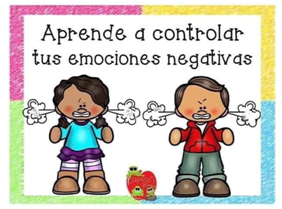 Aprende a controlar
tus emociones negativas